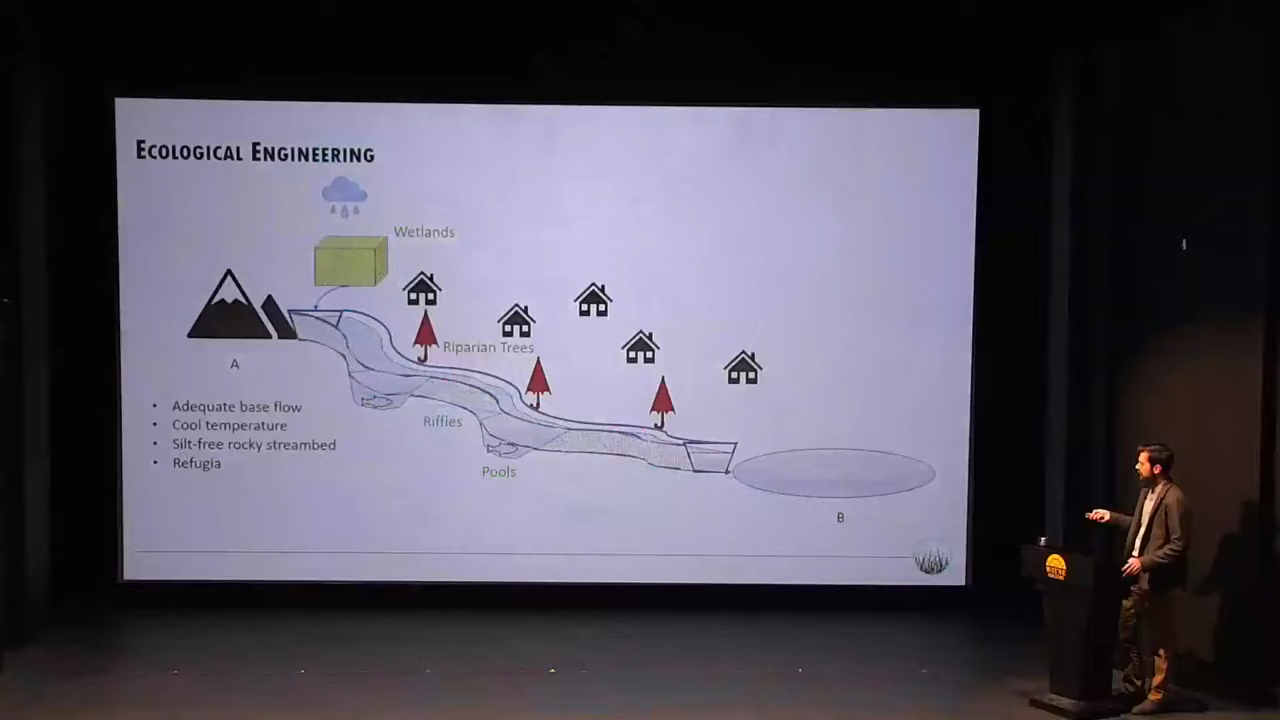 ECOLOGICAL ENGINEERING
Wetlands
Riparian Trees
A
• Adequate base flow
• Cool temperature
• Silt-free rocky streambed
• Refugia
Riffles
Pools
B